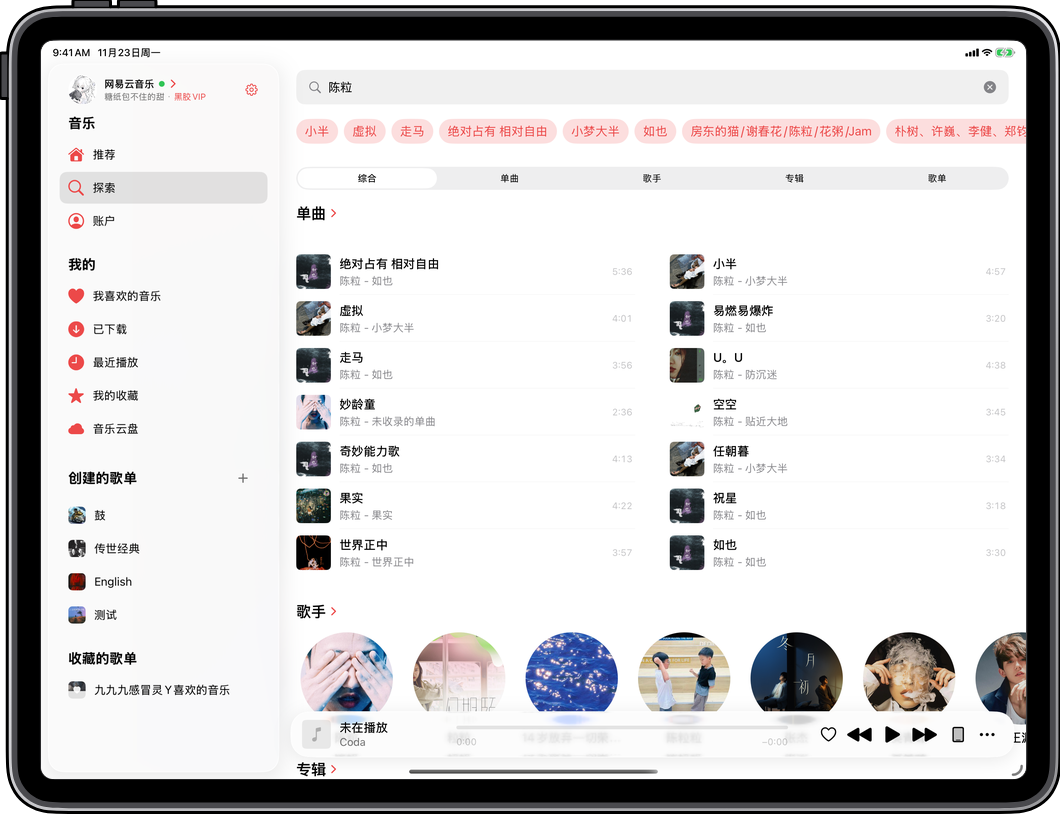 9:41 AM 11月23日周一
网易云音乐
糖纸包不住的甜 · 黑胶 VIP
音乐
推荐
探索
账户
我的
我喜欢的音乐
已下载
最近播放
我的收藏
音乐云盘
创建的歌单
鼓
传世经典
English
测试
收藏的歌单
九九九感冒灵Y喜欢的音乐
陈粒
小半 虚拟 走马 绝对占有 相对自由 小梦大半 如也 房东的猫/谢春花/陈粒/花粥/Jam 朴树、许巍、李健、郑钧
综合 单曲 歌手 专辑 歌单
单曲
绝对占有 相对自由
陈粒 - 如也
5:36
小半
陈粒 - 小梦大半
4:57
虚拟
陈粒 - 小梦大半
4:01
易燃易爆炸
陈粒 - 如也
3:20
走马
陈粒 - 如也
3:56
U。U
陈粒 - 防沉迷
4:38
妙龄童
陈粒 - 未收录的单曲
2:36
空空
陈粒 - 贴近大地
3:45
奇妙能力歌
陈粒 - 如也
4:13
任朝暮
陈粒 - 小梦大半
3:34
果实
陈粒 - 果实
4:22
祝星
陈粒 - 如也
3:18
世界正中
陈粒 - 世界正中
3:57
如也
陈粒 - 如也
3:30
歌手
冬
月
初
未在播放
Coda
0:00
−0:00
专辑